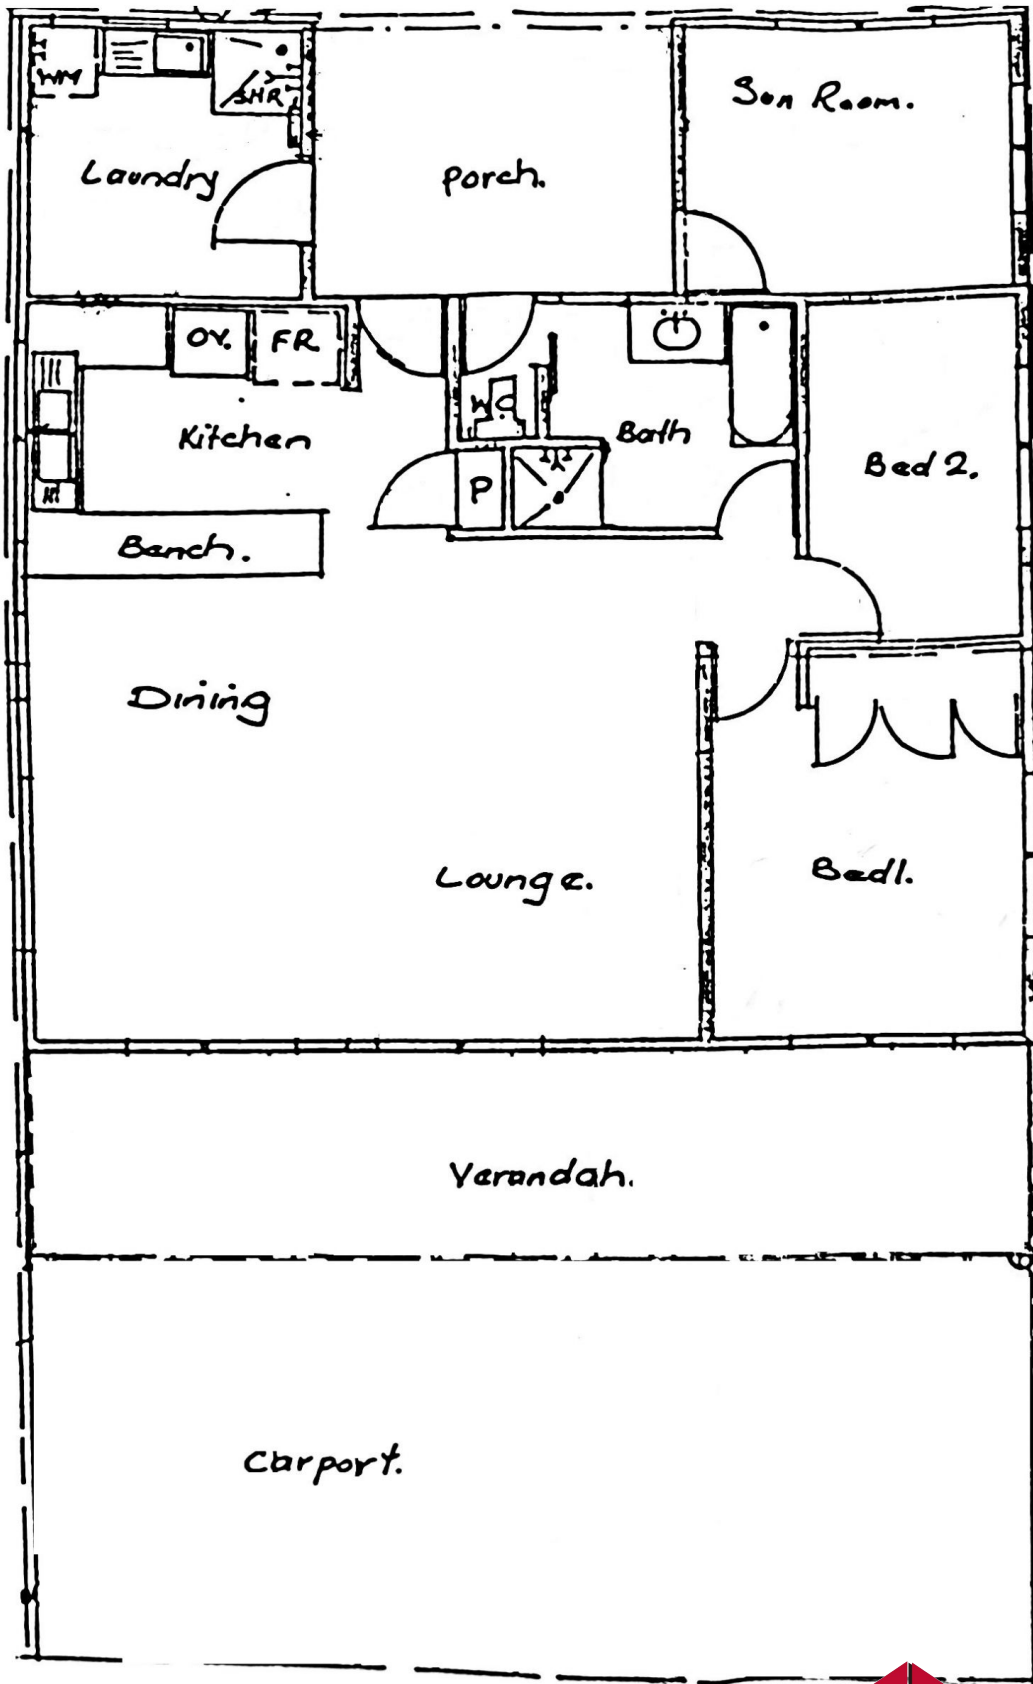 WM
SHR
Sun Room.
Laundry
Porch.
OV.
FR
WC
Kitchen
Bath
Bed 2.
P
Bench.
Dining
Lounge.
Bed1.
Verandah.
Carport.